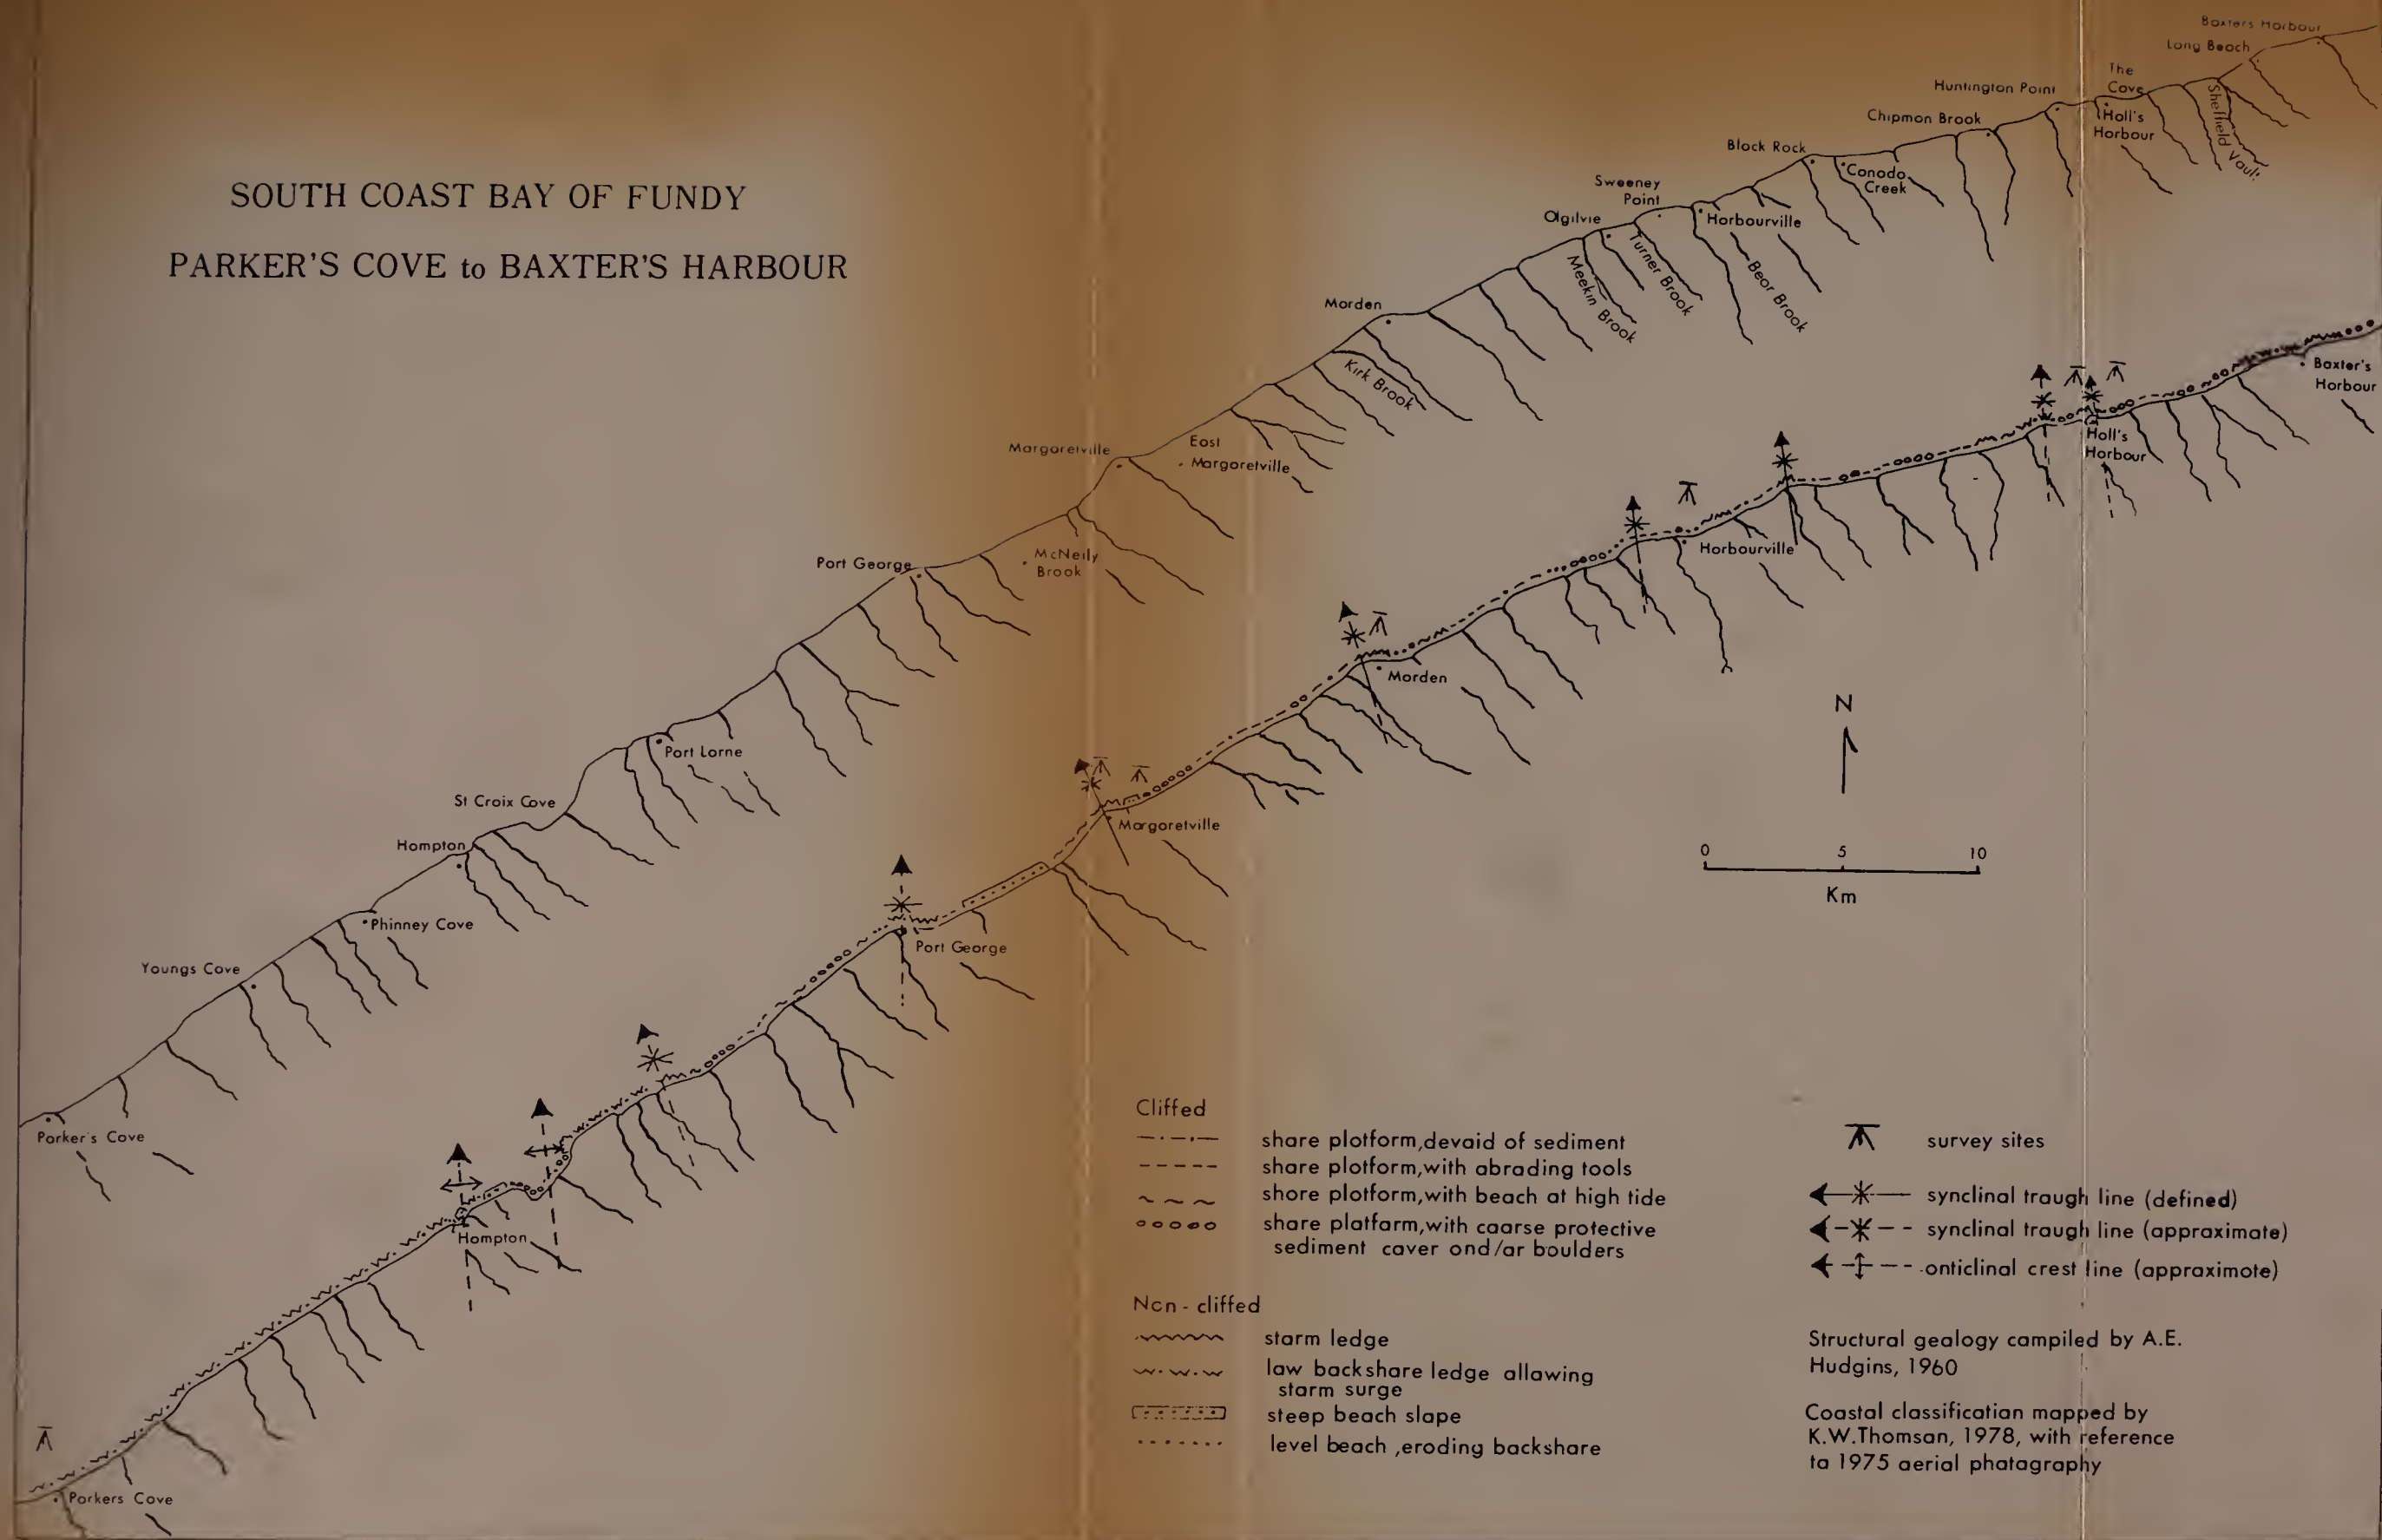 Baxters Harbour
Long Beach
The
Cove
Sheffield Vault
Huntington Point
Hall's
Harbour
Chipman Brook
Black Rock
Canada
Creek
Sweeney
Point
Harbourville
Ogilvie
Turner Brook
Meekin Brook
Bear Brook
SOUTH COAST BAY OF FUNDY
PARKER'S COVE to BAXTER'S HARBOUR
Morden
Kirk Brook
Margaretville
East
Margaretville
Port George
McNeily
Brook
Port Lorne
St Croix Cove
Hampton
Phinney Cove
Youngs Cove
Parker's Cove
Baxter's
Harbour
Hall's
Harbour
Harbourville
Morden
Margaretville
Port George
Hampton
Parkers Cove
N
0 5 10
Km
Cliffed
shore platform, devoid of sediment
shore platform, with abrading tools
shore platform, with beach at high tide
shore platform, with coarse protective
sediment cover and/or boulders
Non - cliffed
storm ledge
low backshore ledge allowing
storm surge
steep beach slope
level beach, eroding backshore
survey sites
synclinal trough line (defined)
synclinal trough line (approximate)
anticlinal crest line (approximate)
Structural geology compiled by A.E.
Hudgins, 1960
Coastal classification mapped by
K.W.Thomson, 1978, with reference
to 1975 aerial photography